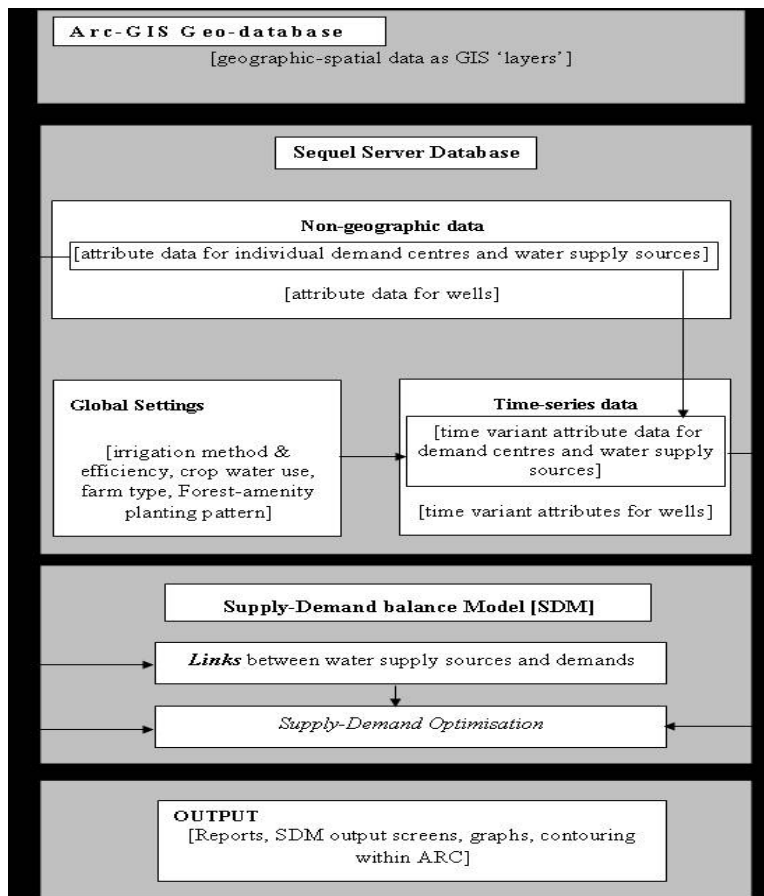 Arc-GIS Geo-database
[geographic-spatial data as GIS ‘layers’]
Sequel Server Database
Non-geographic data
[attribute data for individual demand centres and water supply sources]
[attribute data for wells]
Global Settings
[irrigation method &
efficiency, crop water use,
farm type, Forest-amenity
planting pattern]
Time-series data
[time variant attribute data for
demand centres and water supply
sources]
[time variant attributes for wells]
Supply-Demand balance Model [SDM]
Links between water supply sources and demands
Supply-Demand Optimisation
OUTPUT
[Reports, SDM output screens, graphs, contouring
within ARC]